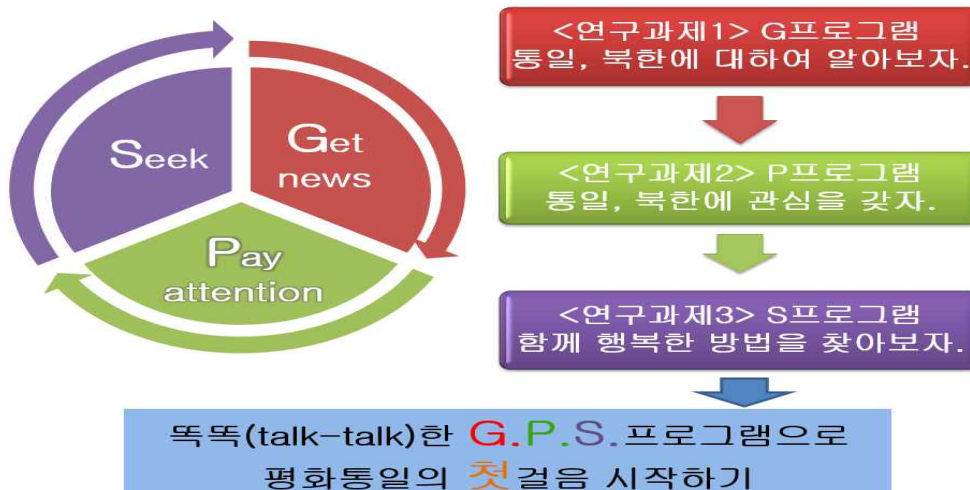 Seek
Get
news
Pay
attention
<연구과제1> G프로그램
통일, 북한에 대하여 알아보자.
<연구과제2> P프로그램
통일, 북한에 관심을 갖자.
<연구과제3> S프로그램
함께 행복한 방법을 찾아보자.
똑똑(talk-talk)한 G.P.S.프로그램으로
평화통일의 첫걸음 시작하기